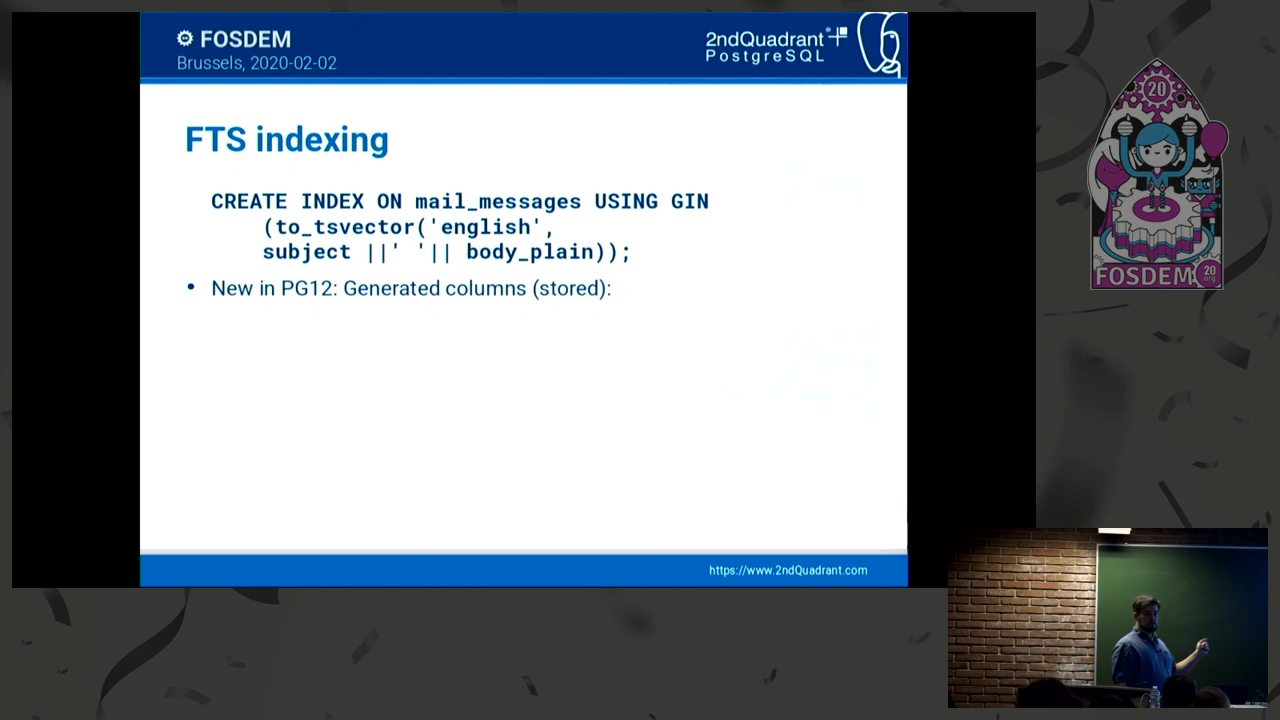 FOSDEM
Brussels, 2020-02-02
2ndQuadrant
PostgreSQL
FTS indexing
CREATE INDEX ON mail_messages USING GIN
(to_tsvector('english',
subject ||' '|| body_plain));
• New in PG12: Generated columns (stored):
https://www.2ndQuadrant.com
20
FOSDEM
20
.org